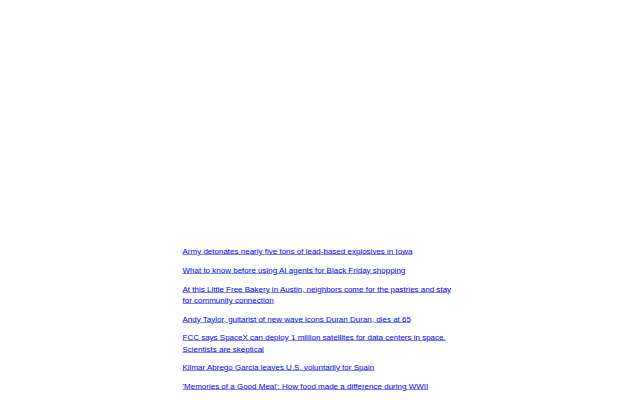 Army detonates nearly five tons of lead-based explosives in Iowa
What to know before using AI agents for Black Friday shopping
At this Little Free Bakery in Austin, neighbors come for the pastries and stay
for community connection
Andy Taylor, guitarist of new wave icons Duran Duran, dies at 65
FCC says SpaceX can deploy 1 million satellites for data centers in space.
Scientists are skeptical
Kilmar Abrego Garcia leaves U.S. voluntarily for Spain
'Memories of a Good Meal': How food made a difference during WWII